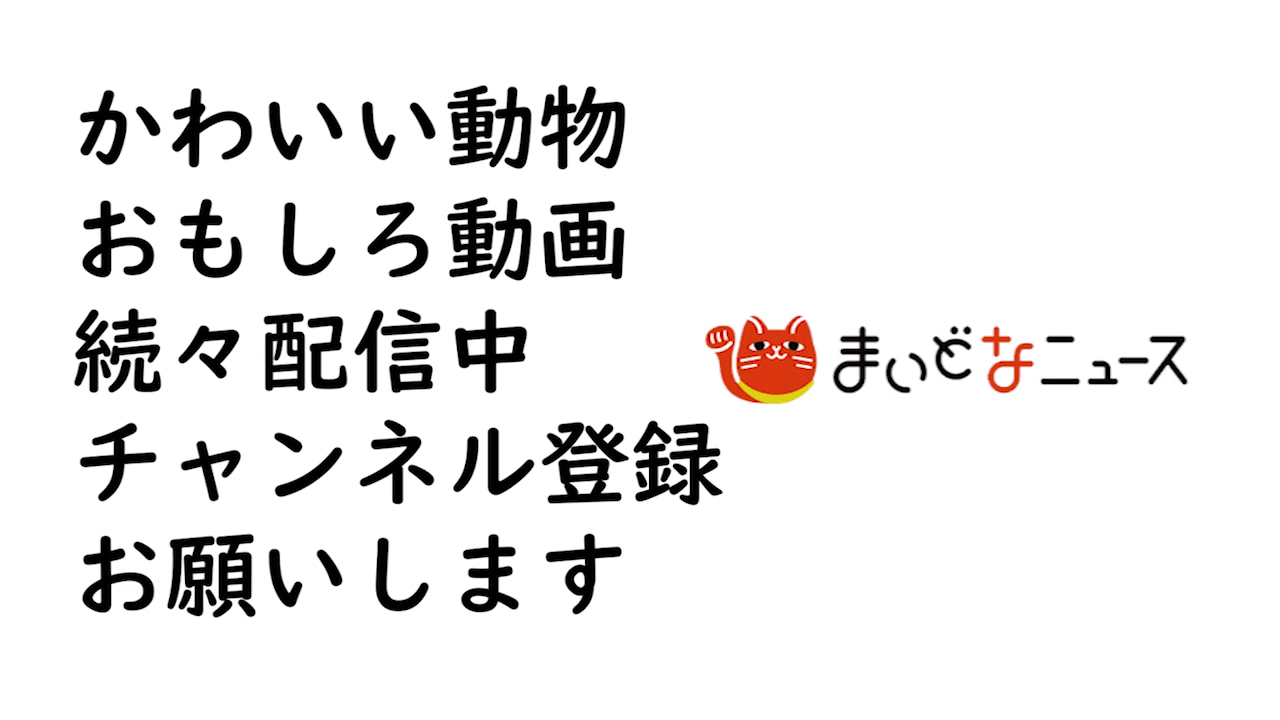 かわいい動物
おもしろ動画
続々配信中
チャンネル登録
お願いします
まいどなニュース